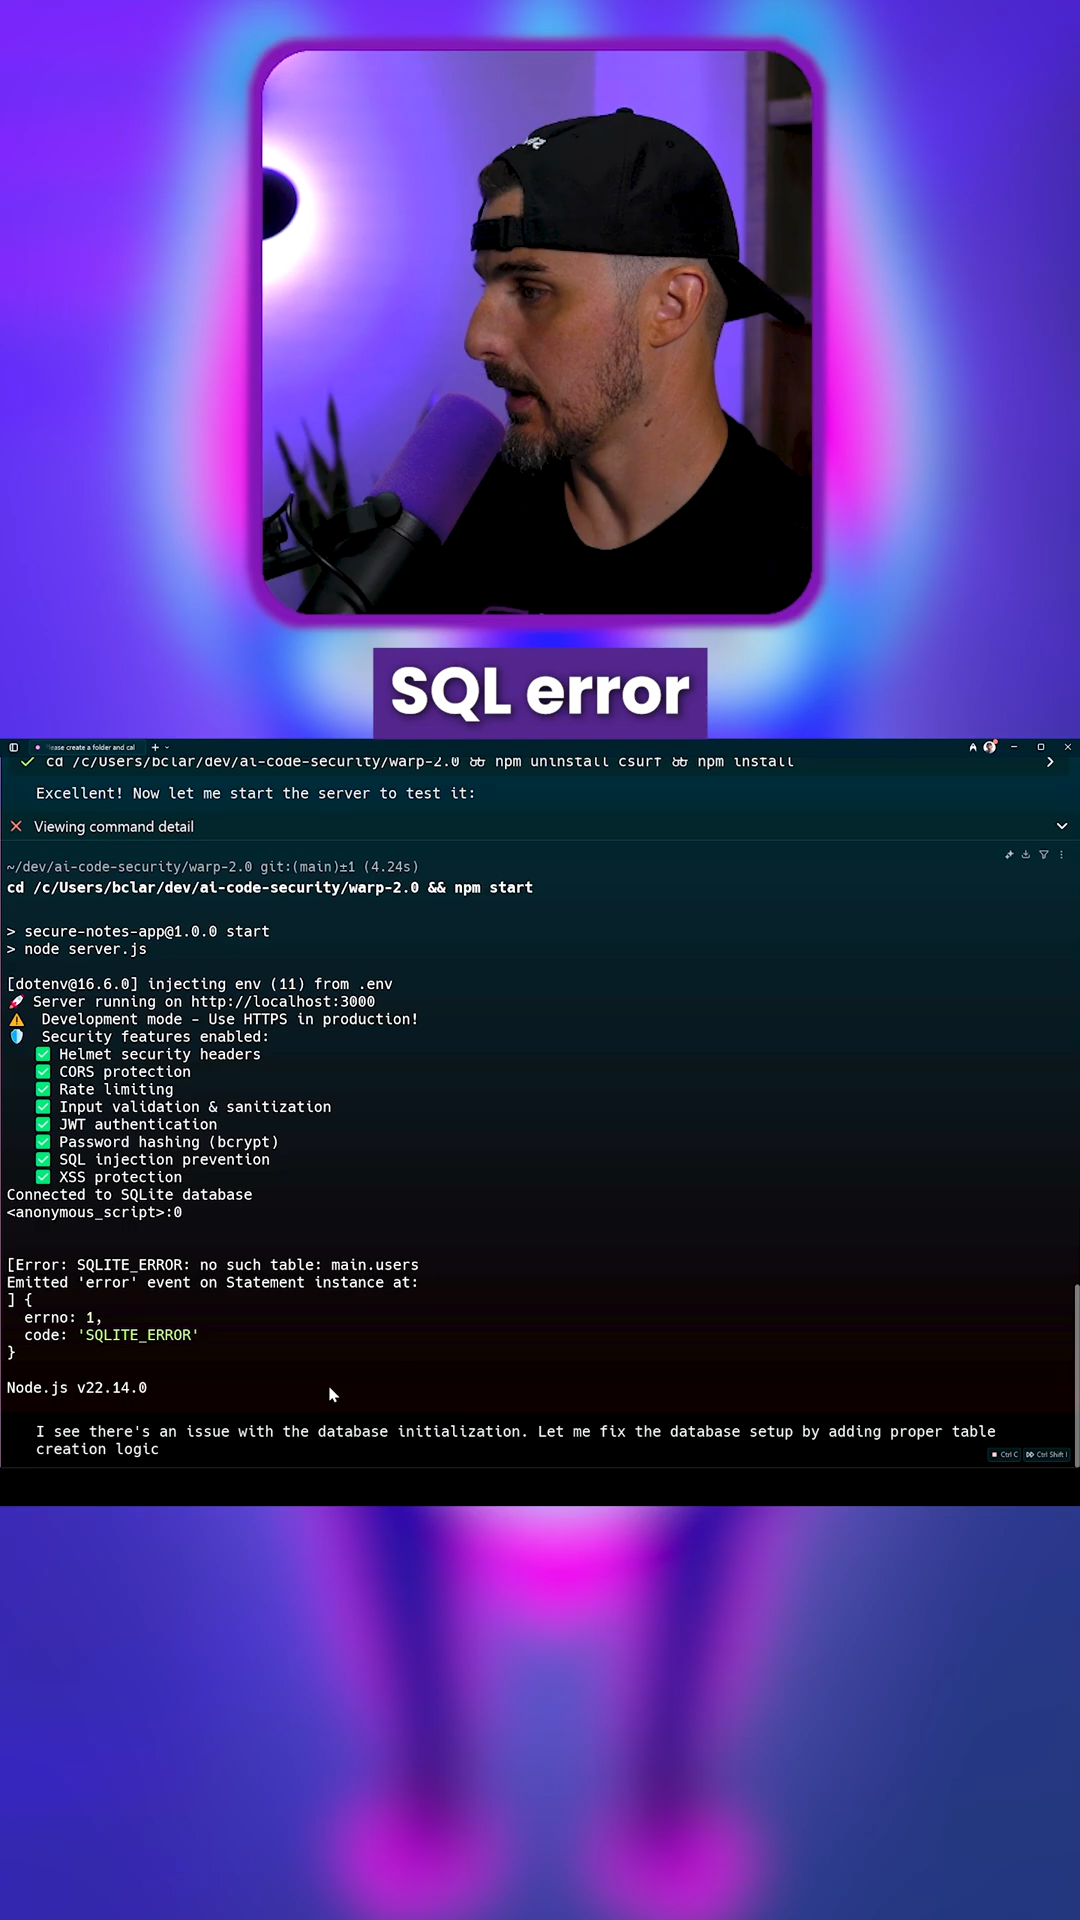 SQL error
lease create a folder and cal
cd /c/Users/bclar/dev/ai-code-security/warp-2.0 && npm uninstall csurf && npm install
Excellent! Now let me start the server to test it:
Viewing command detail
~/dev/ai-code-security/warp-2.0 git:(main)±1 (4.24s)
cd /c/Users/bclar/dev/ai-code-security/warp-2.0 && npm start
> secure-notes-app@1.0.0 start
> node server.js
[dotenv@16.6.0] injecting env (11) from .env
🚀 Server running on http://localhost:3000
⚠️ Development mode - Use HTTPS in production!
🛡️ Security features enabled:
✅ Helmet security headers
✅ CORS protection
✅ Rate limiting
✅ Input validation & sanitization
✅ JWT authentication
✅ Password hashing (bcrypt)
✅ SQL injection prevention
✅ XSS protection
Connected to SQLite database
<anonymous_script>:0
[Error: SQLITE_ERROR: no such table: main.users
Emitted 'error' event on Statement instance at:
] {
errno: 1,
code: 'SQLITE_ERROR'
}
Node.js v22.14.0
I see there's an issue with the database initialization. Let me fix the database setup by adding proper table
creation logic
Ctrl C Ctrl Shift I